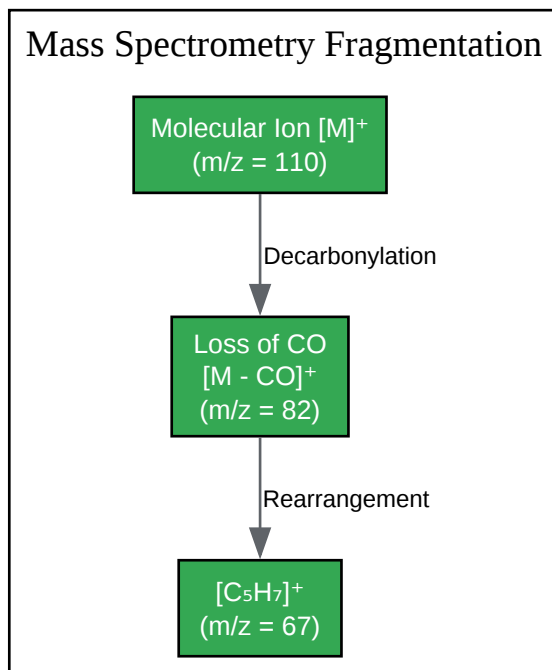 Mass Spectrometry Fragmentation
Molecular Ion [M]⁺
(m/z = 110)
Decarbonylation
Loss of CO
[M - CO]⁺
(m/z = 82)
Rearrangement
[C₅H₇]⁺
(m/z = 67)